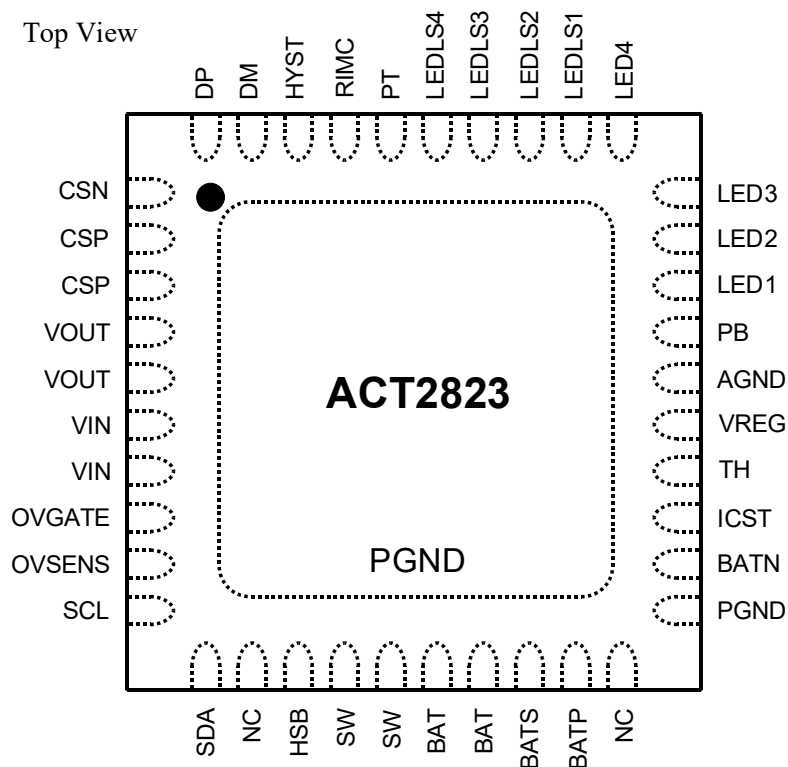 Top View
DP
DM
HYST
RIMC
PT
LEDLS4
LEDLS3
LEDLS2
LEDLS1
LED4
CSN
CSP
CSP
VOUT
VOUT
VIN
VIN
OVGATE
OVSENS
SCL
ACT2823
PGND
LED3
LED2
LED1
PB
AGND
VREG
TH
ICST
BATN
PGND
SDA
NC
HSB
SW
SW
BAT
BAT
BATS
BATP
NC